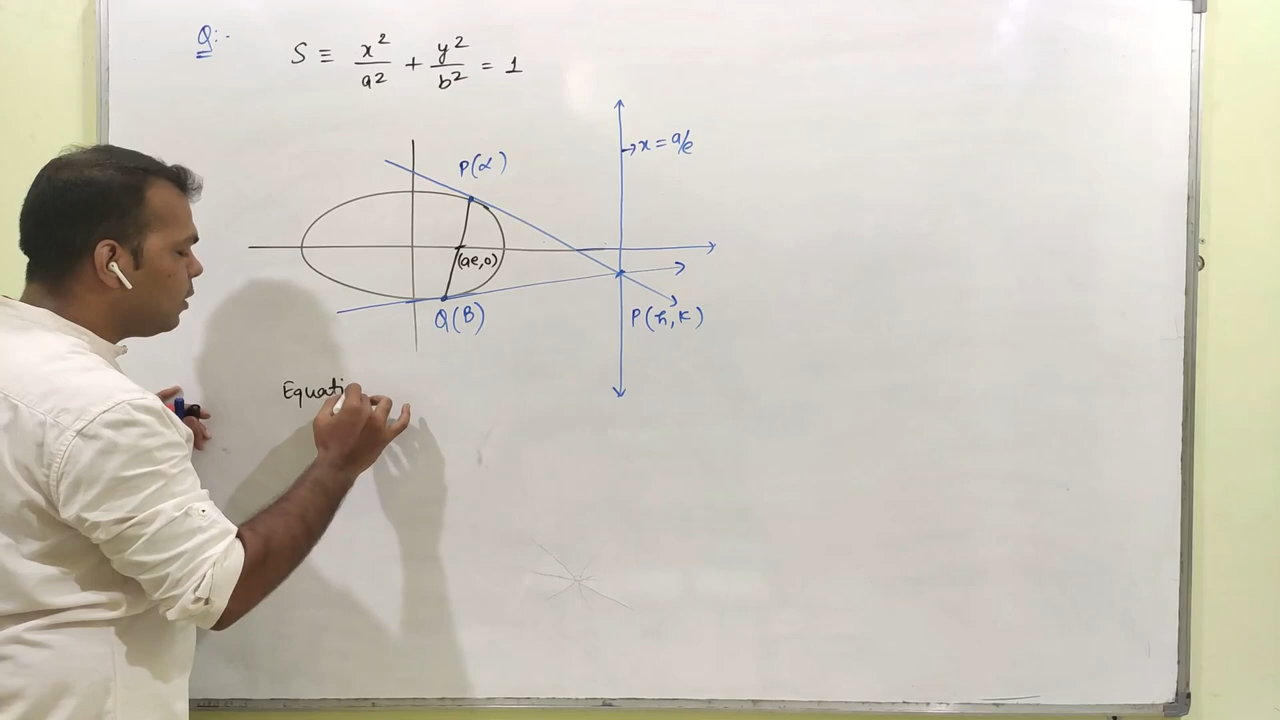 Q:-
S ≡ x²/a² + y²/b² = 1
→ x = a/e
P(α)
(ae,0)
Q(B)
P(h,k)
Equati